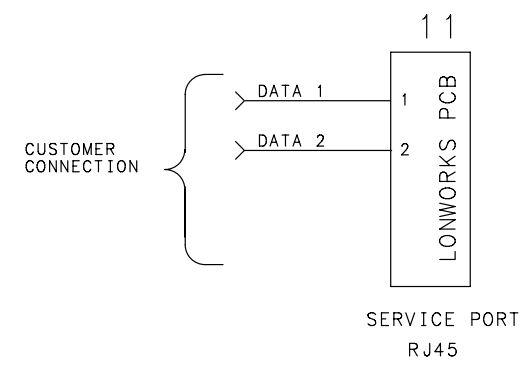 11
DATA 1
1
DATA 2
2
CUSTOMER
CONNECTION
LONWORKS PCB
SERVICE PORT
RJ45